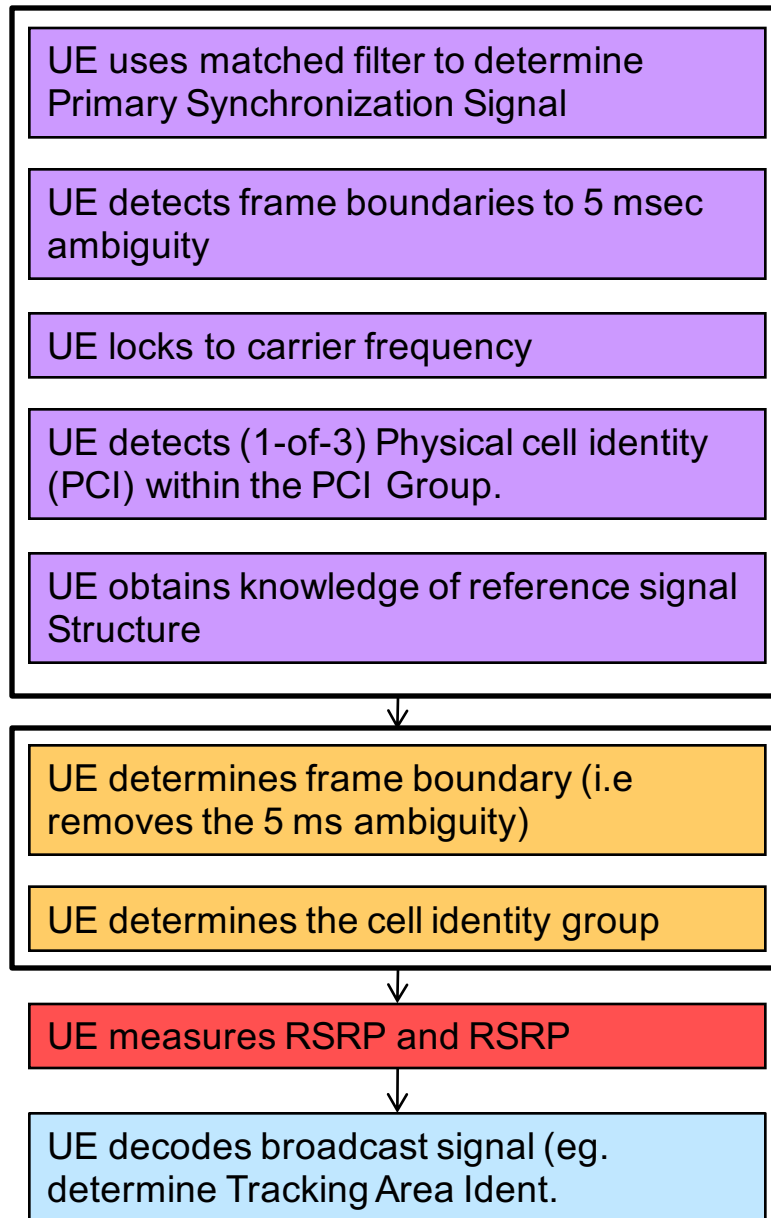 UE uses matched filter to determine
Primary Synchronization Signal
UE detects frame boundaries to 5 msec
ambiguity
UE locks to carrier frequency
UE detects (1-of-3) Physical cell identity
(PCI) within the PCI Group.
UE obtains knowledge of reference signal
Structure
UE determines frame boundary (i.e
removes the 5 ms ambiguity)
UE determines the cell identity group
UE measures RSRP and RSRP
UE decodes broadcast signal (eg.
determine Tracking Area Ident.